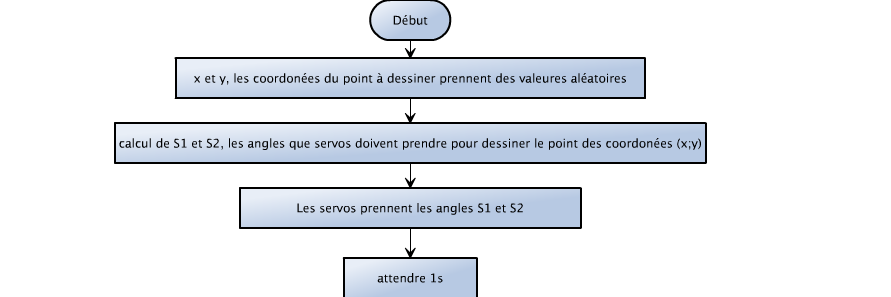 Début
x et y, les coordonées du point à dessiner prennent des valeures aléatoires
calcul de S1 et S2, les angles que servos doivent prendre pour dessiner le point des coordonées (x;y)
Les servos prennent les angles S1 et S2
attendre 1s